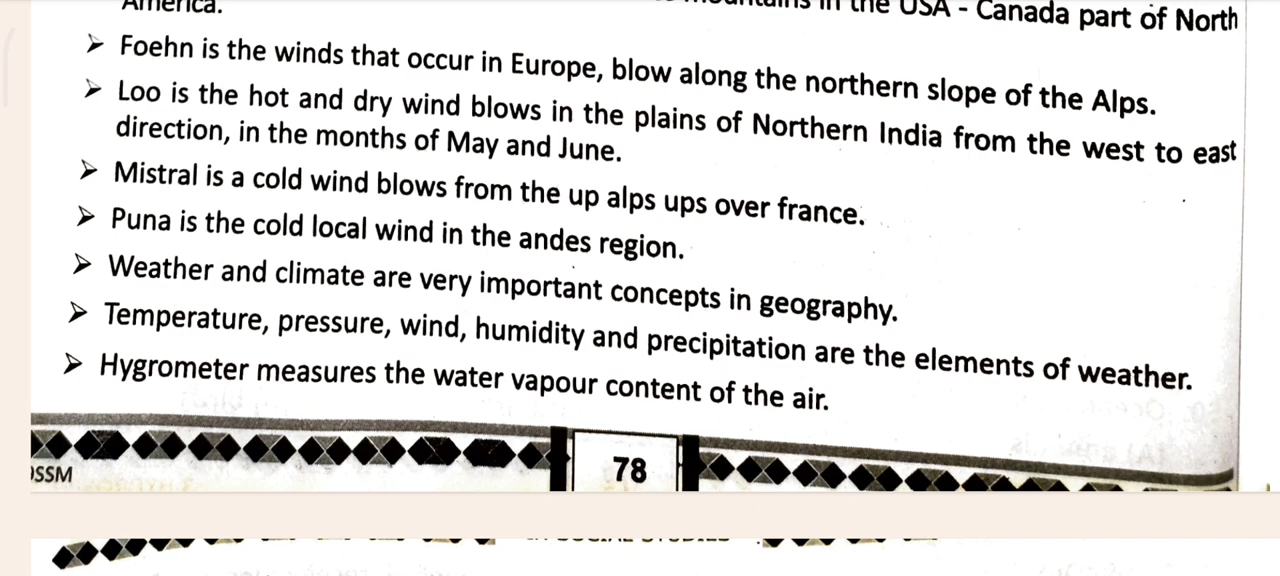 America. mountains in the USA - Canada part of North
➢ Foehn is the winds that occur in Europe, blow along the northern slope of the Alps.
➢ Loo is the hot and dry wind blows in the plains of Northern India from the west to east
direction, in the months of May and June.
➢ Mistral is a cold wind blows from the up alps ups over france.
➢ Puna is the cold local wind in the andes region.
➢ Weather and climate are very important concepts in geography.
➢ Temperature, pressure, wind, humidity and precipitation are the elements of weather.
➢ Hygrometer measures the water vapour content of the air.
SSM
78